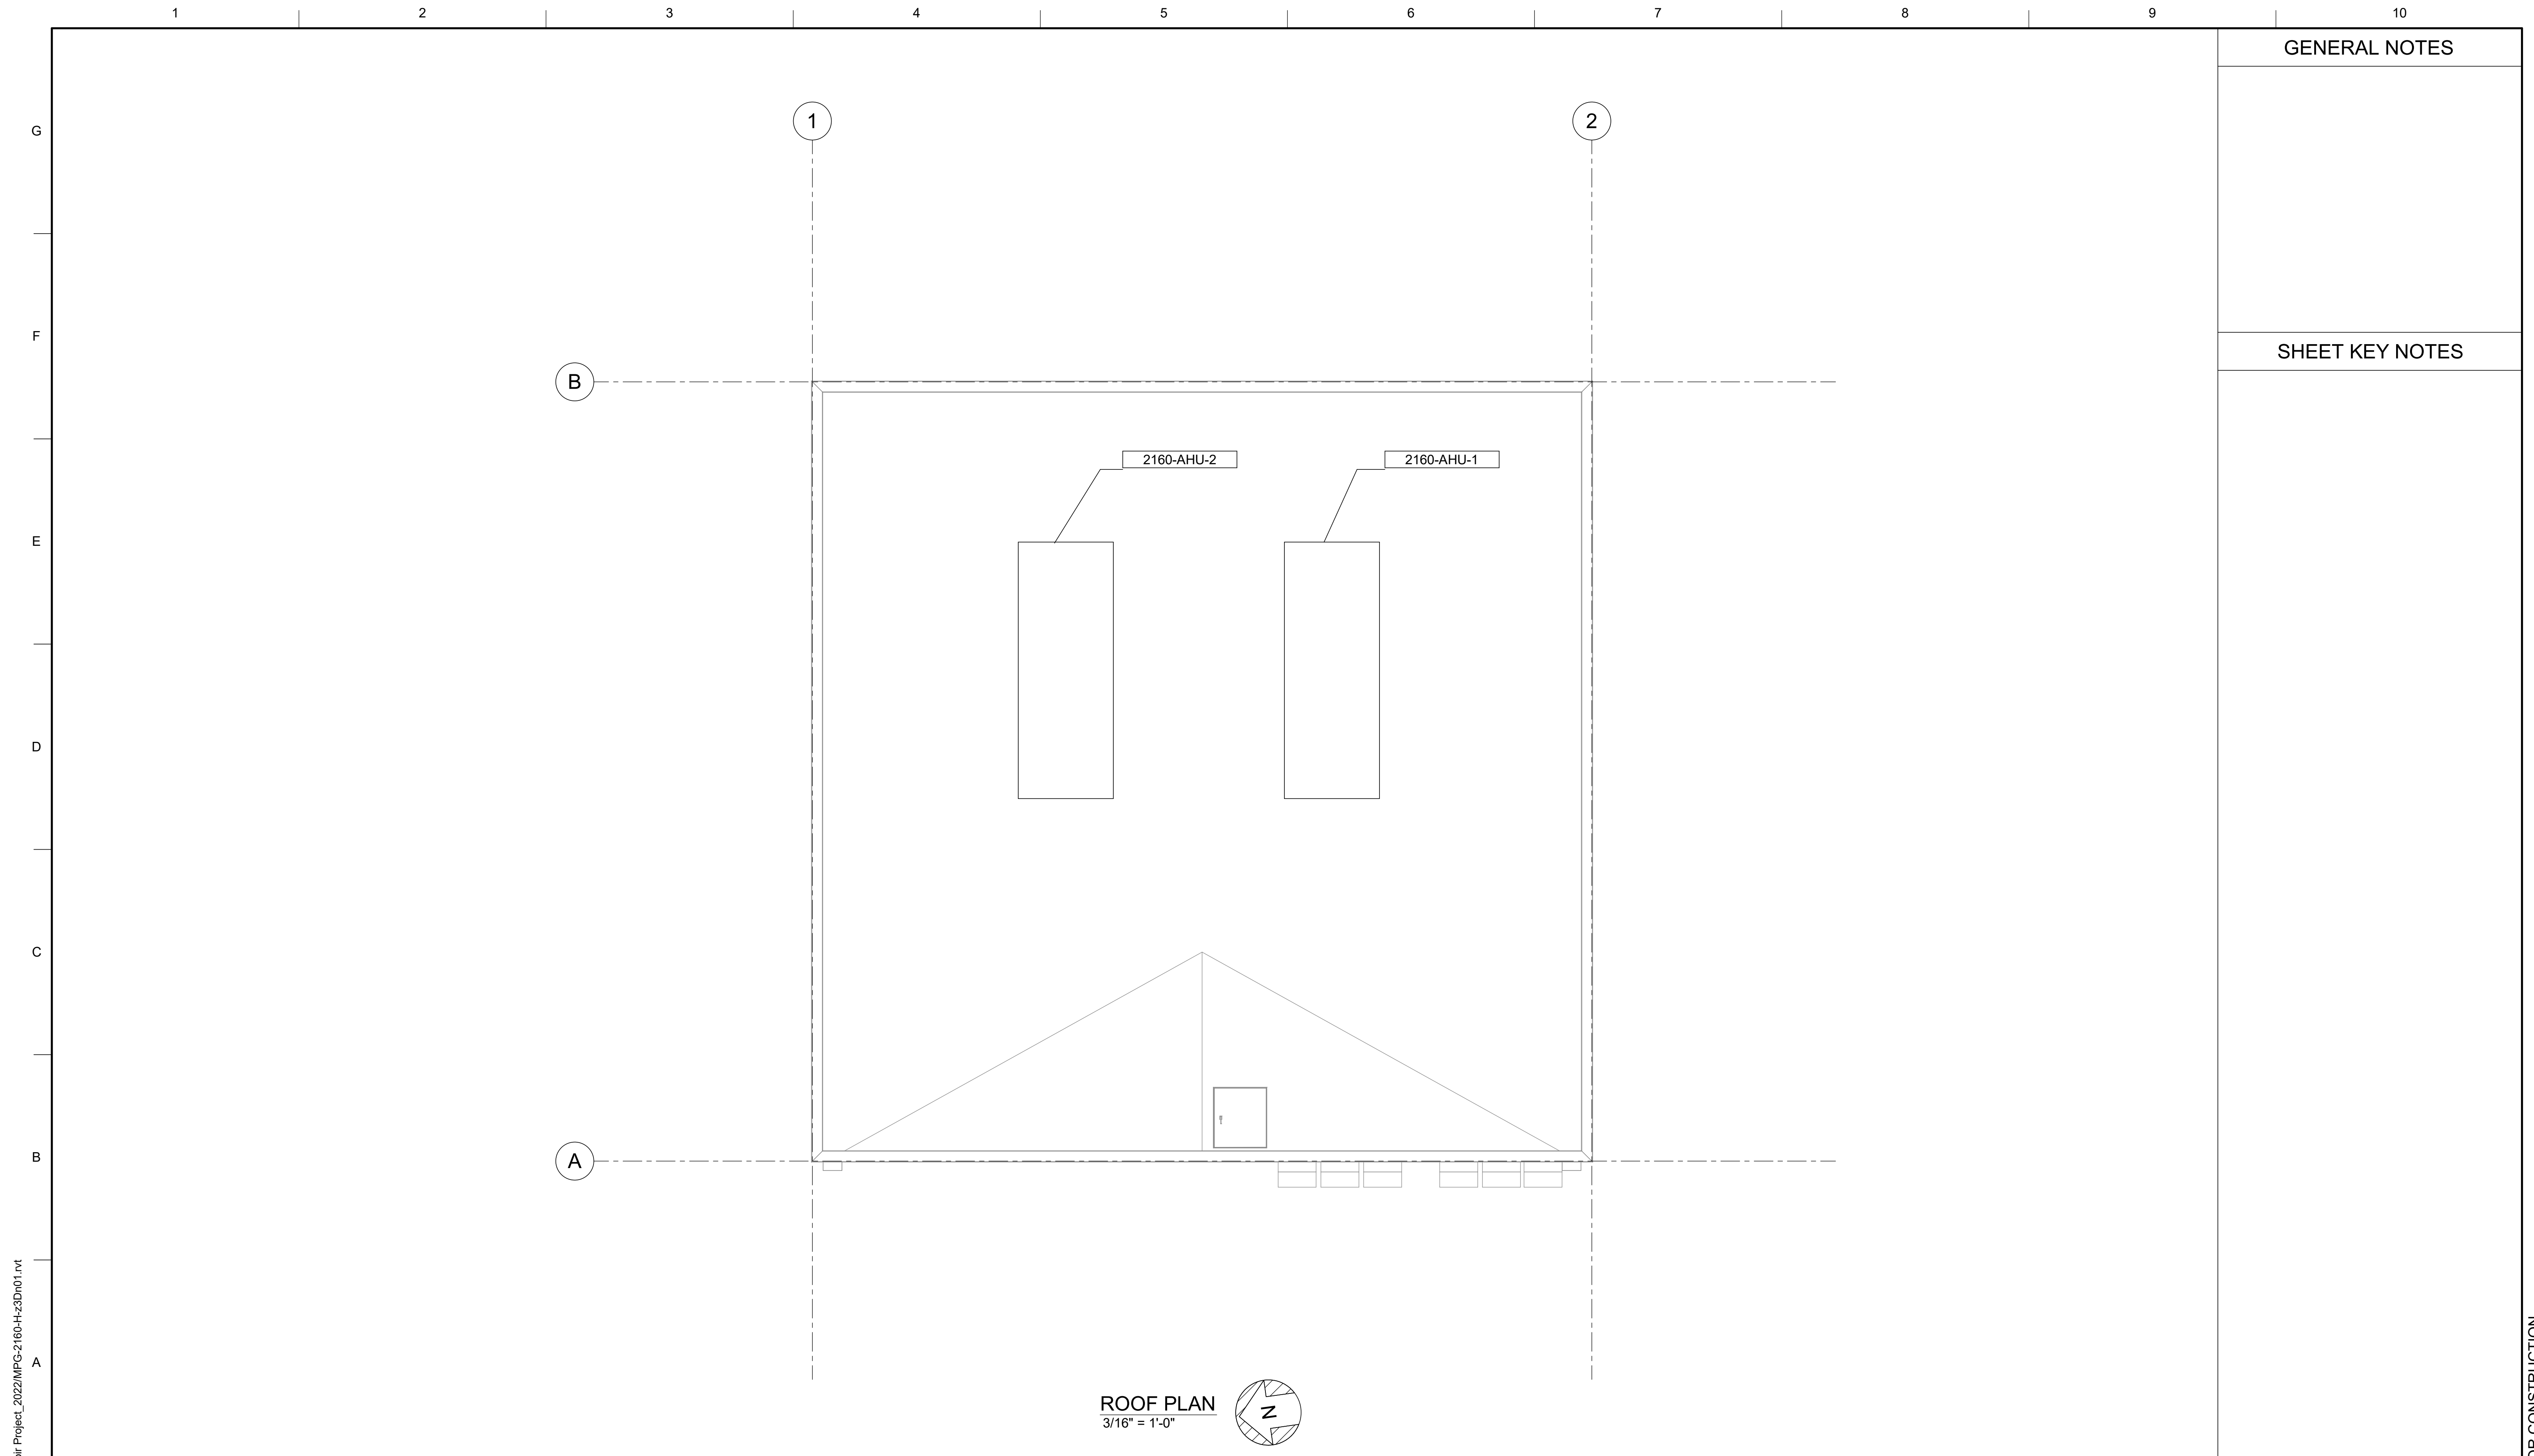 1 2 3 4 5 6 7 8 9 10
GENERAL NOTES
G
1 2
F
SHEET KEY NOTES
B
2160-AHU-2 2160-AHU-1
E
D
C
B
A
A
ROOF PLAN
3/16" = 1'-0"
N
Project_2022/MPG-2160-H-z3Dn01.rvt
CONSTRUCTION